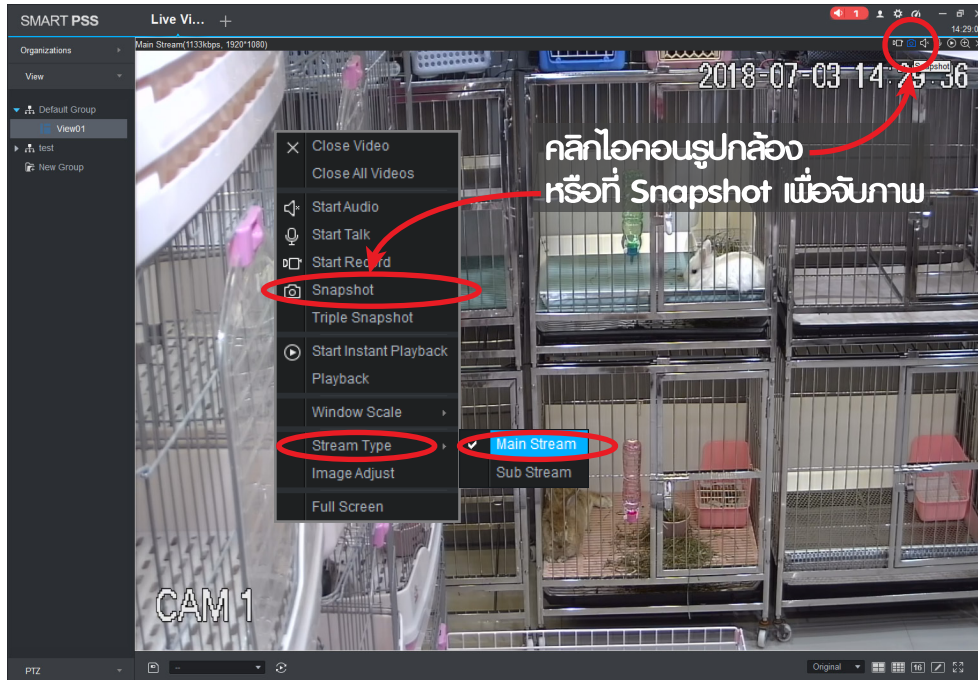 SMART PSS
Live Vi...
1
14:29:0
Organizations
Main Stream(1133kbps, 1920*1080)
View
Snapshot
2018-07-03 14:29:36
Default Group
View01
test
New Group
คลิกไอคอนรูปกล้อง
หรือที่ Snapshot เพื่อจับภาพ
Close Video
Close All Videos
Start Audio
Start Talk
Start Record
Snapshot
Triple Snapshot
Start Instant Playback
Playback
Window Scale
Stream Type
Main Stream
Image Adjust
Sub Stream
Full Screen
CAM 1
PTZ
--
Original
16